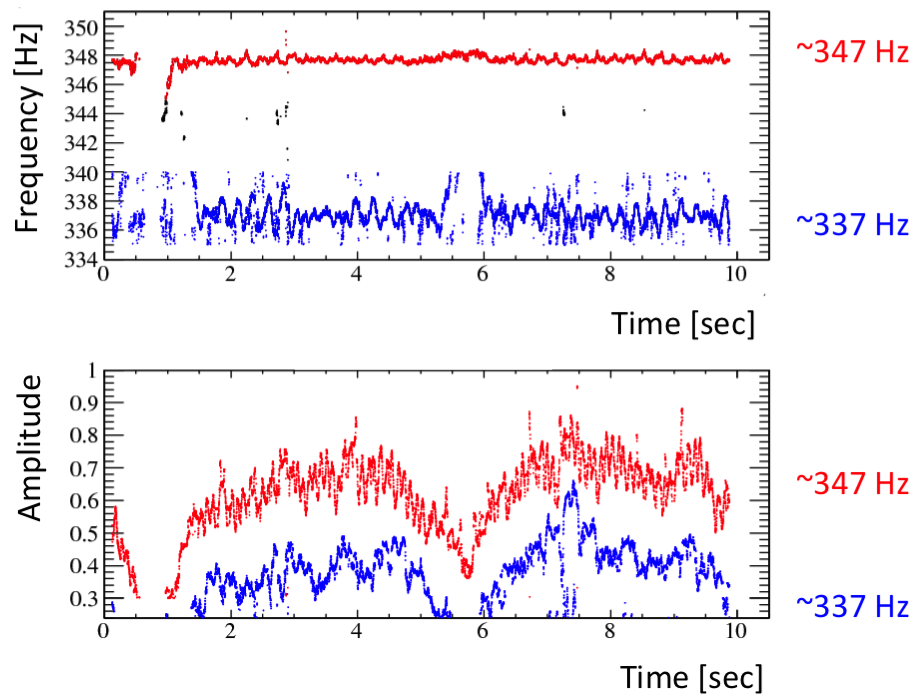 Frequency [Hz]
350
348
346
344
342
340
338
336
334
0 2 4 6 8 10
Time [sec]
~347 Hz
~337 Hz
Amplitude
1
0.9
0.8
0.7
0.6
0.5
0.4
0.3
0 2 4 6 8 10
Time [sec]
~347 Hz
~337 Hz